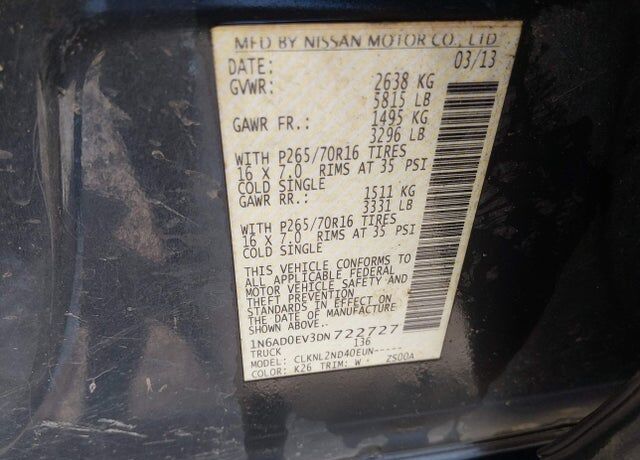 MFD BY NISSAN MOTOR CO., LTD
DATE: 03/13
GVWR: 2638 KG
5815 LB
GAWR FR.: 1495 KG
3296 LB
WITH P265/70R16 TIRES
16 X 7.0 RIMS AT 35 PSI
COLD SINGLE
GAWR RR.: 1511 KG
3331 LB
WITH P265/70R16 TIRES
16 X 7.0 RIMS AT 35 PSI
COLD SINGLE
THIS VEHICLE CONFORMS TO
ALL APPLICABLE FEDERAL
MOTOR VEHICLE SAFETY AND
THEFT PREVENTION
STANDARDS IN EFFECT ON
THE DATE OF MANUFACTURE
SHOWN ABOVE..
1N6AD0EV3DN722727
TRUCK 136
MODEL: CLKNL2ND40EUN-----
COLOR: K26 TRIM: W ZS00A